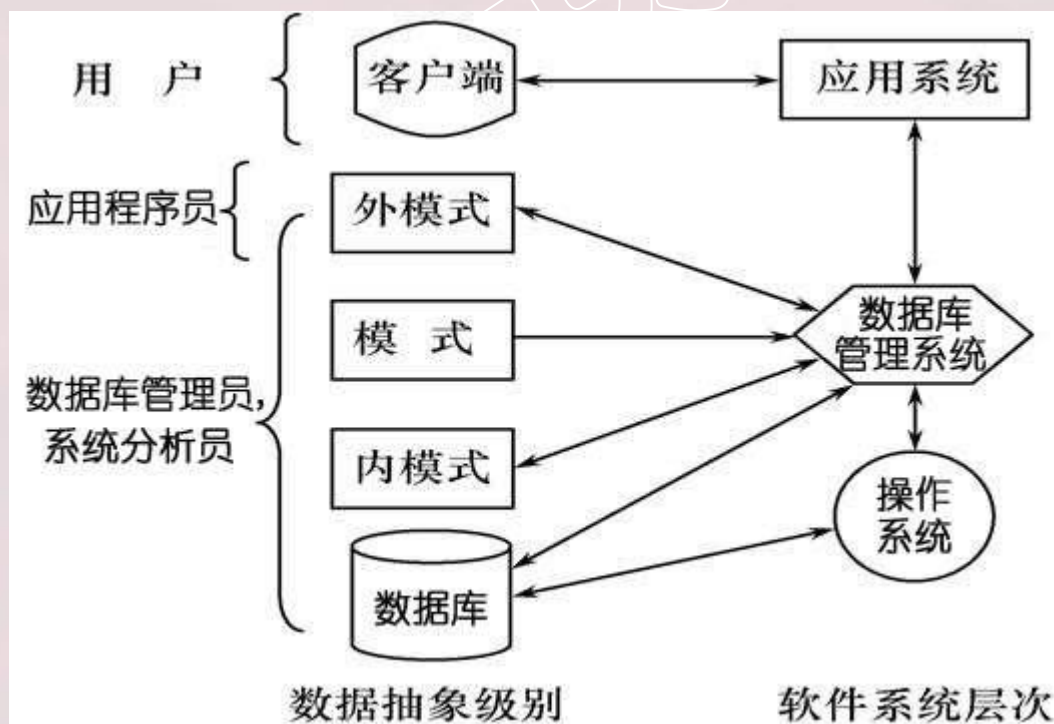 用 户
客户端
应用系统
应用程序员
外模式
模 式
数据库
管理系统
数据库管理员,
系统分析员
内模式
操作
系统
数据库
数据抽象级别
软件系统层次